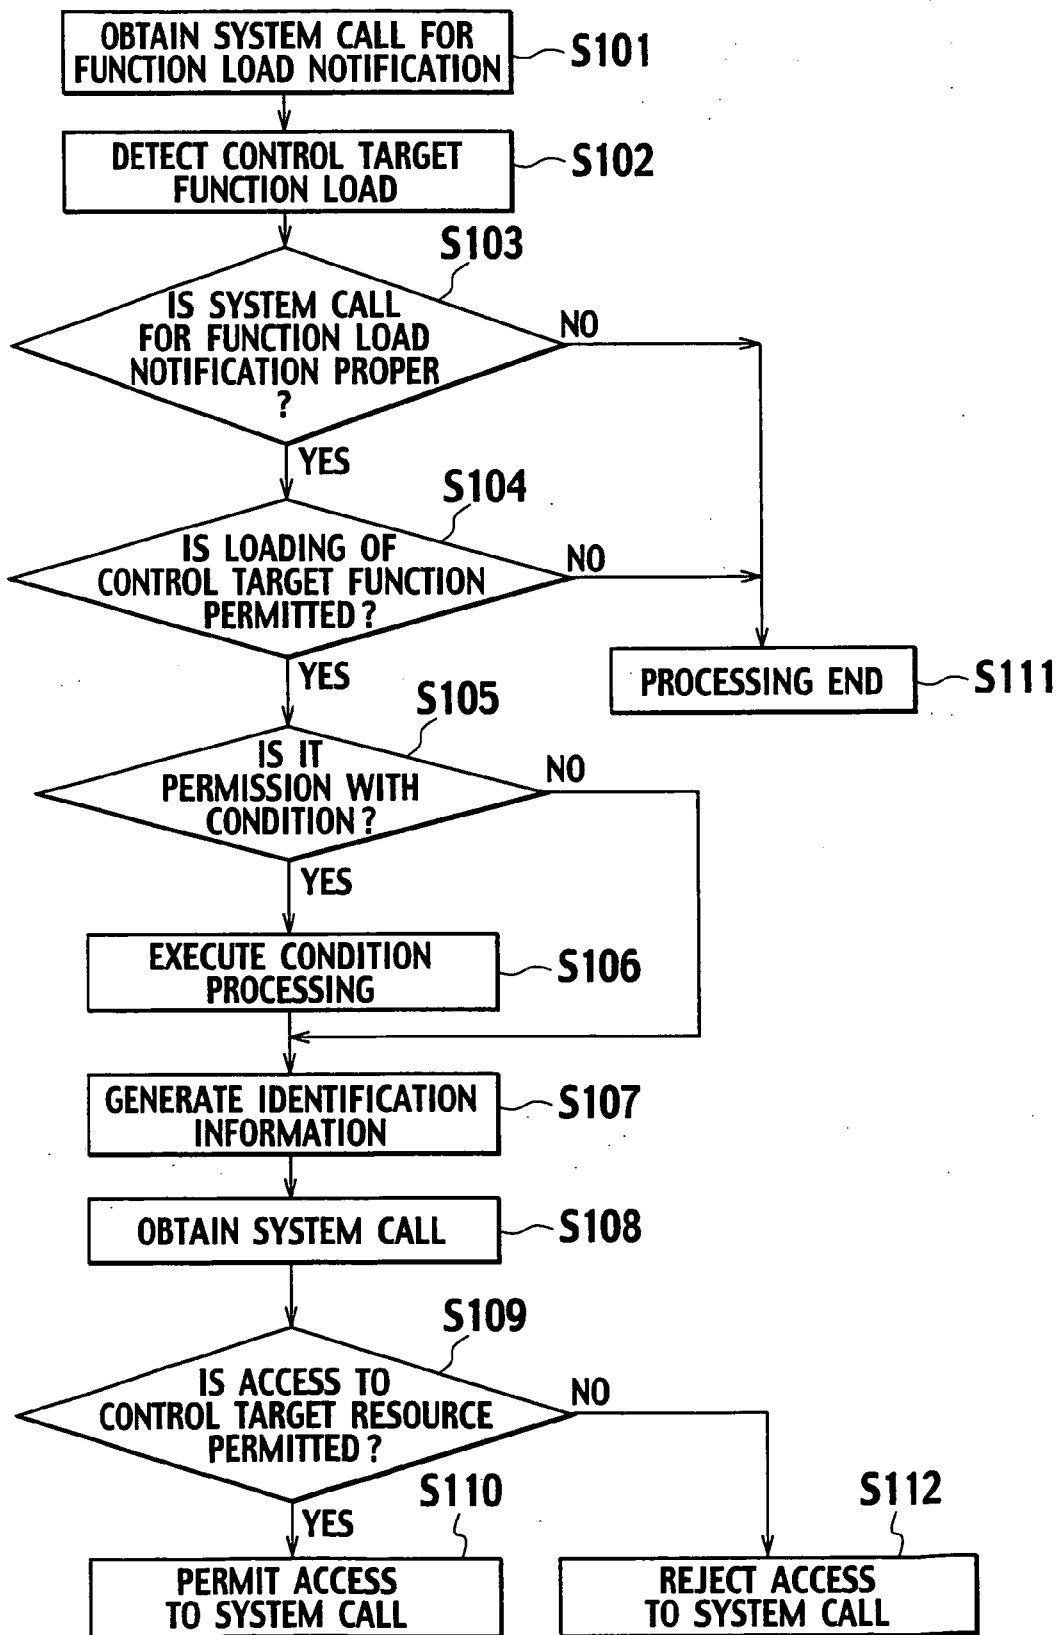 OBTAIN SYSTEM CALL FOR
FUNCTION LOAD NOTIFICATION
S101
DETECT CONTROL TARGET
FUNCTION LOAD
S102
S103
IS SYSTEM CALL
FOR FUNCTION LOAD
NOTIFICATION PROPER
?
NO
YES
S104
IS LOADING OF
CONTROL TARGET FUNCTION
PERMITTED ?
NO
YES
PROCESSING END
S111
S105
IS IT
PERMISSION WITH
CONDITION ?
NO
YES
EXECUTE CONDITION
PROCESSING
S106
GENERATE IDENTIFICATION
INFORMATION
S107
OBTAIN SYSTEM CALL
S108
S109
IS ACCESS TO
CONTROL TARGET RESOURCE
PERMITTED ?
NO
YES
S110
PERMIT ACCESS
TO SYSTEM CALL
S112
REJECT ACCESS
TO SYSTEM CALL